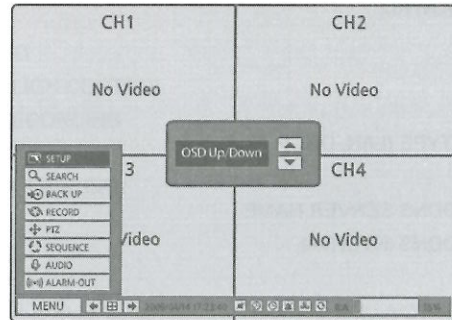 CH1
CH2
No Video
No Video
OSD Up/Down
SETUP
3
CH4
SEARCH
BACK UP
RECORD
PTZ
Video
No Video
SEQUENCE
AUDIO
ALARM-OUT
MENU